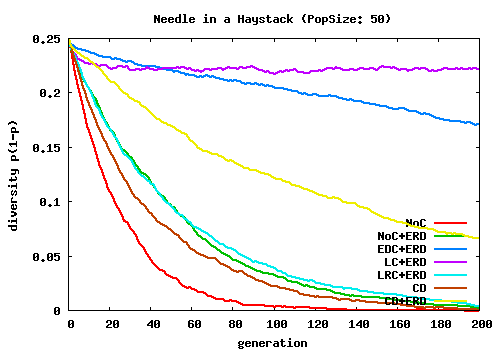 Needle in a Haystack (PopSize: 50)
0.25
0.2
0.15
0.1
0.05
0
diversity p(1-p)
NoC
NoC+ERD
EDC+ERD
LC+ERD
LRC+ERD
CD
CD+ERD
0 20 40 60 80 100 120 140 160 180 200
generation